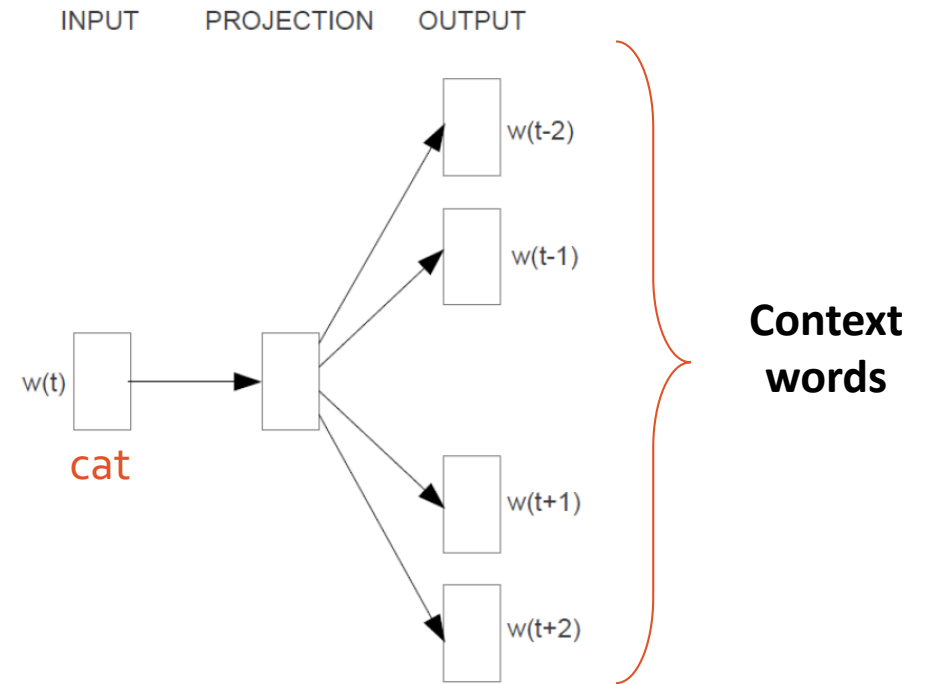 INPUT PROJECTION OUTPUT
w(t-2)
w(t-1)
Context
words
w(t)
cat
w(t+1)
w(t+2)